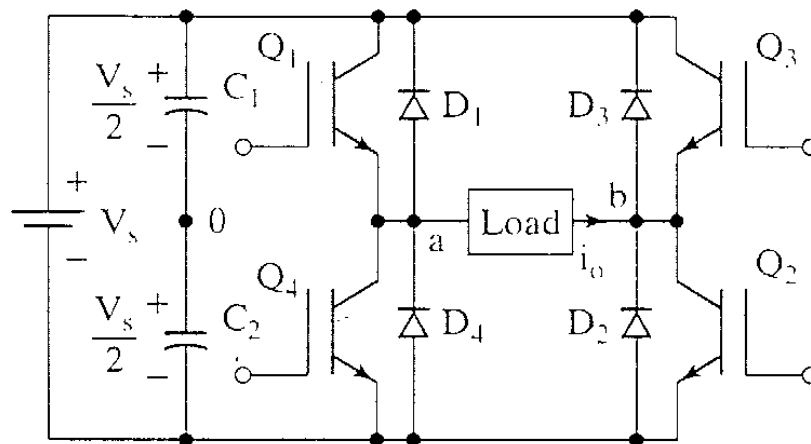 Q₁
Q₃
+
Vₛ
2
−
C₁
D₁
D₃
+
Vₛ
−
0
a
Load
b
iₒ
Q₄
Q₂
+
Vₛ
2
−
C₂
D₄
D₂